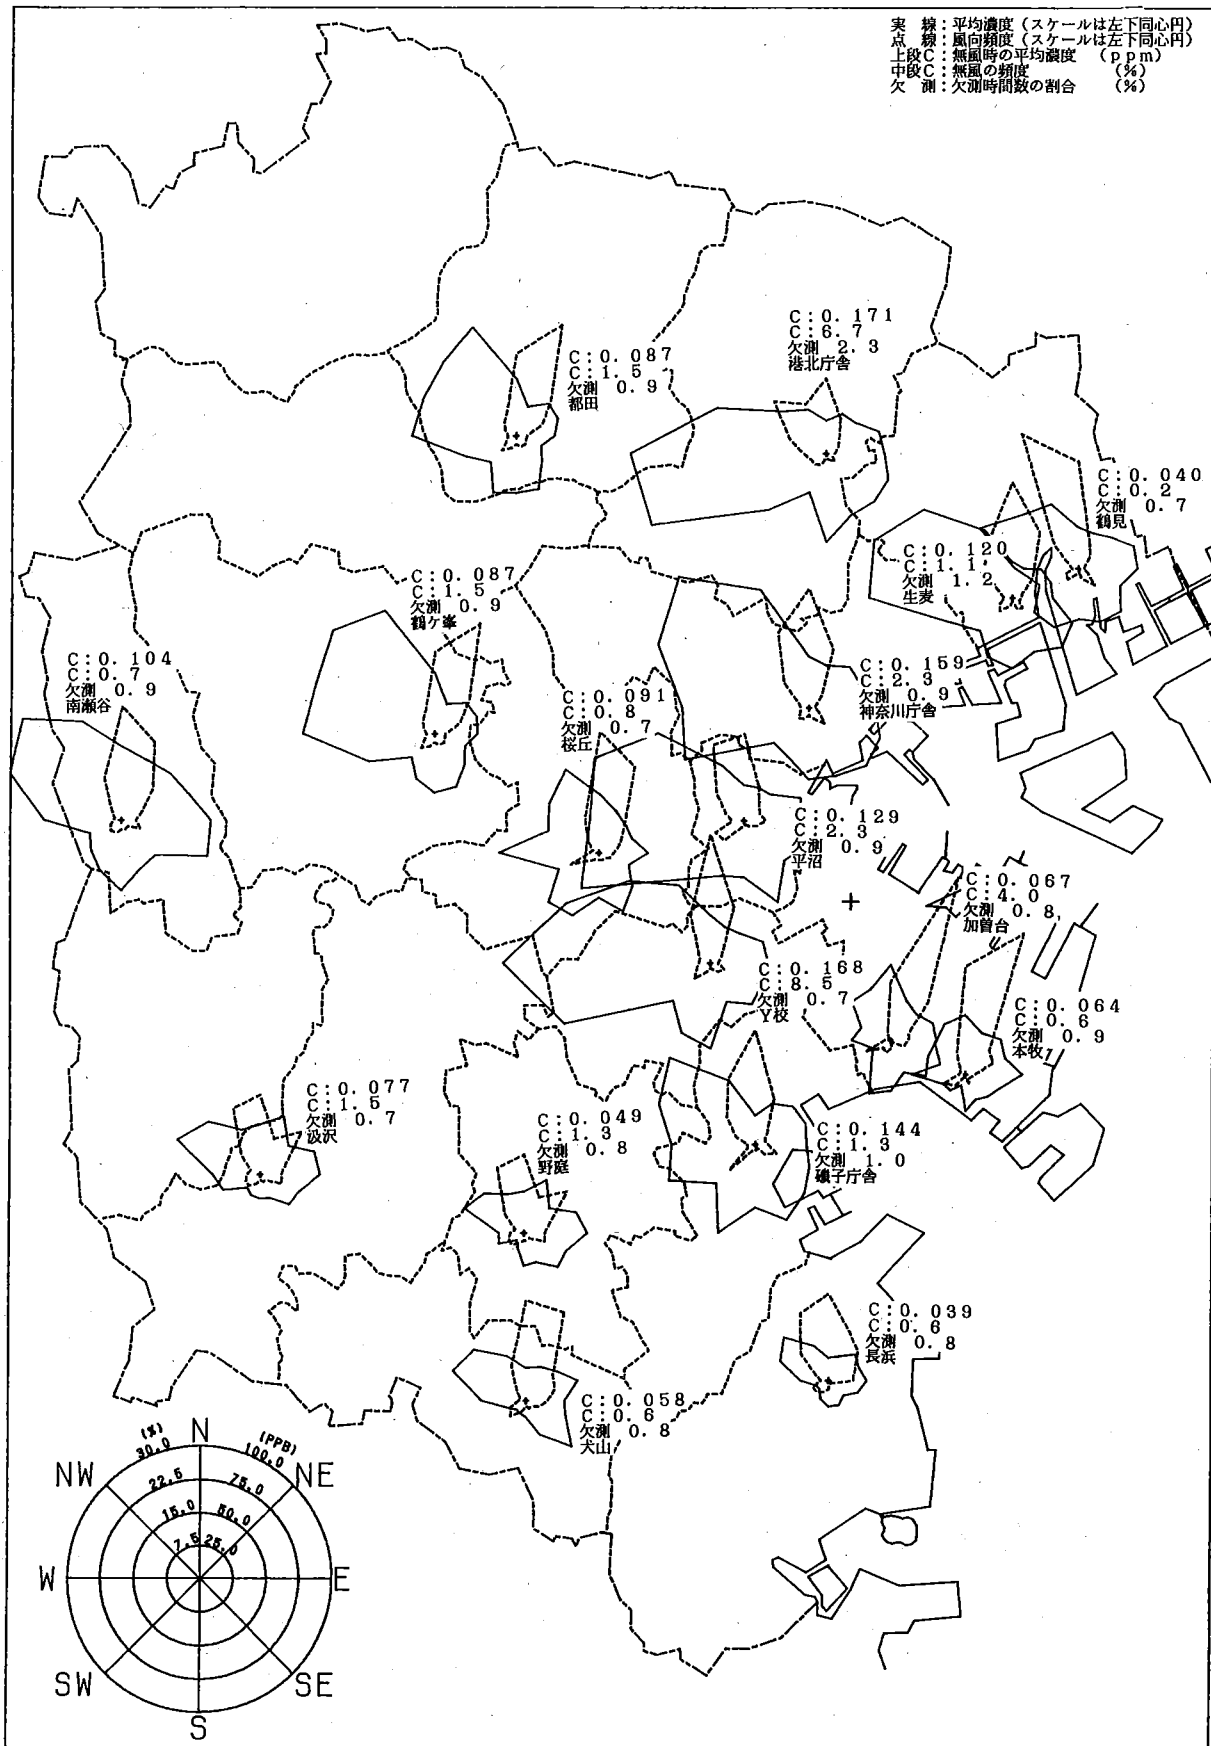 実　線：平均濃度（スケールは左下同心円）
点　線：風向頻度（スケールは左下同心円）
上段C：無風時の平均濃度　（ｐｐｍ）
中段C：無風の頻度　（%）
欠　測：欠測時間数の割合　（%）
C：0.171
C：6.7
欠測 2.3
港北庁舎
C：0.087
C：1.5
欠測 0.9
都田
C：0.040
C：0.2
欠測 0.7
鶴見
C：0.120
C：1.1
欠測 1.2
生麦
C：0.087
C：1.5
欠測 0.9
鶴ケ峯
C：0.104
C：0.7
欠測 0.9
南瀬谷
C：0.159
C：2.3
欠測 0.9
神奈川庁舎
C：0.091
C：0.8
欠測 0.7
桜丘
C：0.129
C：2.3
欠測 0.9
平沼
C：0.067
C：4.0
欠測 0.8
加曽台
C：0.168
C：8.5
欠測 0.7
Y校
C：0.064
C：0.6
欠測 0.9
本牧
C：0.077
C：1.5
欠測 0.7
汲沢
C：0.049
C：1.3
欠測 0.8
野庭
C：0.144
C：1.3
欠測 1.0
磯子庁舎
C：0.039
C：0.6
欠測 0.8
長浜
C：0.058
C：0.6
欠測 0.8
犬山
(%)
30.0
N
(PPB)
100.0
NW
22.5
75.0
NE
15.0
50.0
7.5
25.0
W
E
SW
SE
S